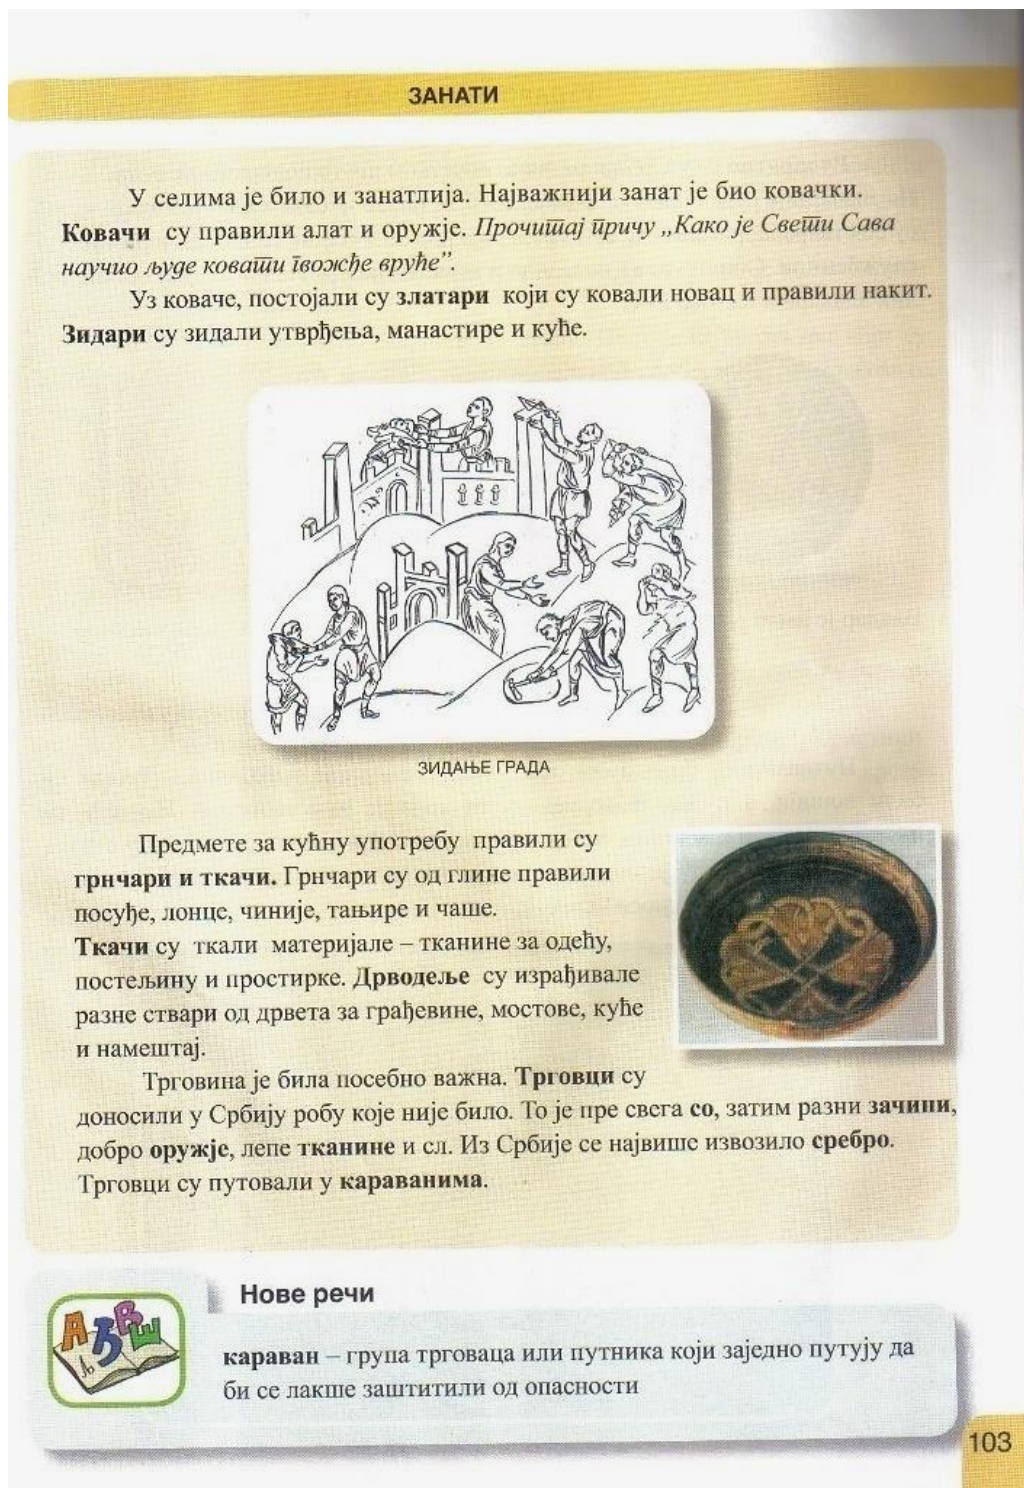 ЗАНАТИ
У селима је било и занатлија. Најважнији занат је био ковачки.
Ковачи су правили алат и оружје. Прочитај причу „Како је Свети Сава
научио људе ковати гвожђе вруће”.
Уз коваче, постојали су златари који су ковали новац и правили накит.
Зидари су зидали утврђења, манастире и куће.
ЗИДАЊЕ ГРАДА
Предмете за кућну употребу правили су
грнчари и ткачи. Грнчари су од глине правили
посуђе, лонце, чиније, тањире и чаше.
Ткачи су ткали материјале – тканине за одећу,
постељину и простирке. Дрводеље су израђивале
разне ствари од дрвета за грађевине, мостове, куће
и намештај.
Трговина је била посебно важна. Трговци су
доносили у Србију робу које није било. То је пре свега со, затим разни зачини,
добро оружје, лепе тканине и сл. Из Србије се највише извозило сребро.
Трговци су путовали у караванима.
Нове речи
А Ђ В Е
Љ
караван – група трговаца или путника који заједно путују да
би се лакше заштитили од опасности
103